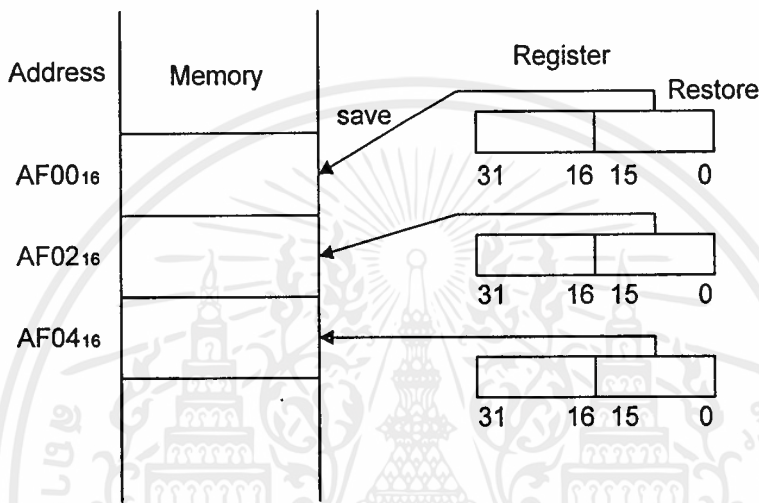 Register
Address Memory Restore
save
31 16 15 0
AF00₁₆
31 16 15 0
AF02₁₆
31 16 15 0
AF04₁₆